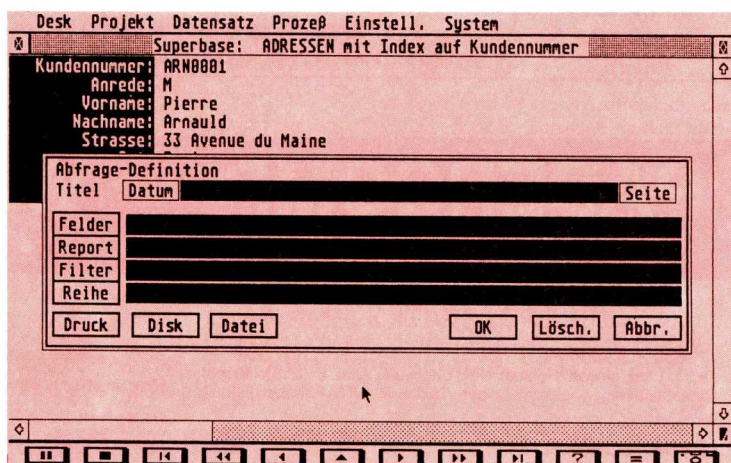 Desk Projekt Datensatz Prozeß Einstell. System
Superbase: ADRESSEN mit Index auf Kundennummer
Kundennummer: ARN0001
Anrede: M
Vorname: Pierre
Nachname: Arnauld
Strasse: 33 Avenue du Maine
Abfrage-Definition
Titel Datum Seite
Felder
Report
Filter
Reihe
Druck Disk Datei OK Lösch. Abbr.
? =